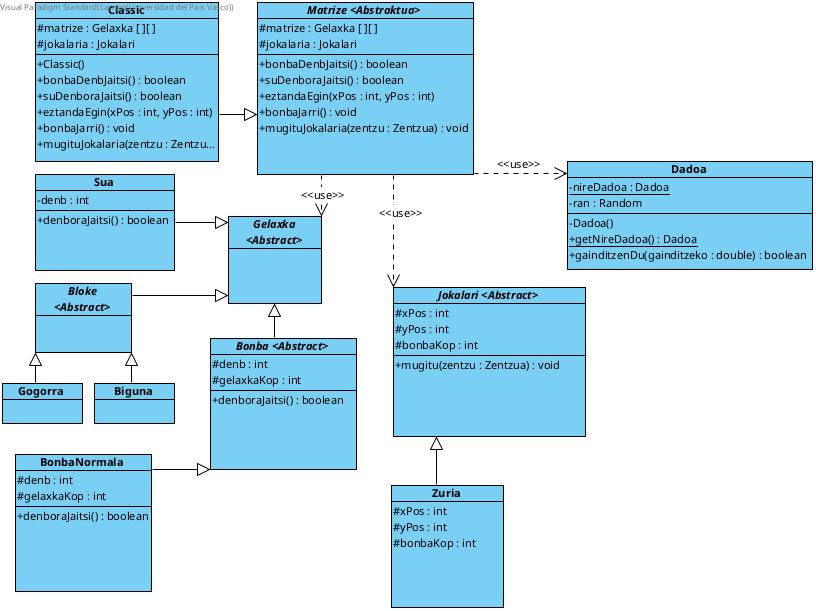 Visual Paradigm Standard(Lander(Universidad del Pais Vasco))
Classic
#matrize : Gelaxka [ ][ ]
#jokalaria : Jokalari
+Classic()
+bonbaDenbJaitsi() : boolean
+suDenboraJaitsi() : boolean
+eztandaEgin(xPos : int, yPos : int)
+bonbaJarri() : void
+mugituJokalaria(zentzu : Zentzu...
Matrize <Abstraktua>
#matrize : Gelaxka [ ][ ]
#jokalaria : Jokalari
+bonbaDenbJaitsi() : boolean
+suDenboraJaitsi() : boolean
+eztandaEgin(xPos : int, yPos : int)
+bonbaJarri() : void
+mugituJokalaria(zentzu : Zentzua) : void
<<use>>
<<use>>
<<use>>
Dadoa
-nireDadoa : Dadoa
-ran : Random
-Dadoa()
+getNireDadoa() : Dadoa
+gainditzenDu(gainditzeko : double) : boolean
Sua
-denb : int
+denboraJaitsi() : boolean
Gelaxka
<Abstract>
Bloke
<Abstract>
Gogorra
Biguna
Bonba <Abstract>
#denb : int
#gelaxkaKop : int
+denboraJaitsi() : boolean
Jokalari <Abstract>
#xPos : int
#yPos : int
#bonbaKop : int
+mugitu(zentzu : Zentzua) : void
BonbaNormala
#denb : int
#gelaxkaKop : int
+denboraJaitsi() : boolean
Zuria
#xPos : int
#yPos : int
#bonbaKop : int